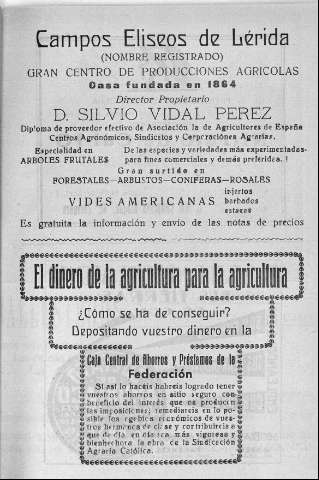 Campos Elíseos de Lérida
(NOMBRE REGISTRADO)
GRAN CENTRO DE PRODUCCIONES AGRICOLAS
Casa fundada en 1864
Director Propietario
D. SILVIO VIDAL PEREZ
Diploma de proveedor efectivo de Asociación la de Agricultores de España
Centros Agronómicos, Sindicatos y Corporaciones Agrarias.
Especialidad en
ARBOLES FRUTALES
De las especies y variedades más experimentadas
para fines comerciales y demás preferidea. !
Gran surtido en
FORESTALES—ARBUSTOS—CONIFERAS—ROSALES
VIDES AMERICANAS
injertos
barbados
estacas
Es gratuita la información y envío de las notas de precios
El dinero de la agricultura para la agricultura
¿Cómo se ha de conseguir?
Depositando vuestro dinero en la
Caja Central de Ahorros y Préstamos de la
Federación
Si así lo hacéis habréis logrado tener
vuestros ahorros en sitio seguro con
beneficio del interés que os producen
las imposiciones; remediareis en lo po-
sible los agobios económicos de vues-
tros hermanos de clase y contribuireis a
que de día en día sea más vigorosa y
bienhechora la obra de la Sindicación
Agraria Católica.